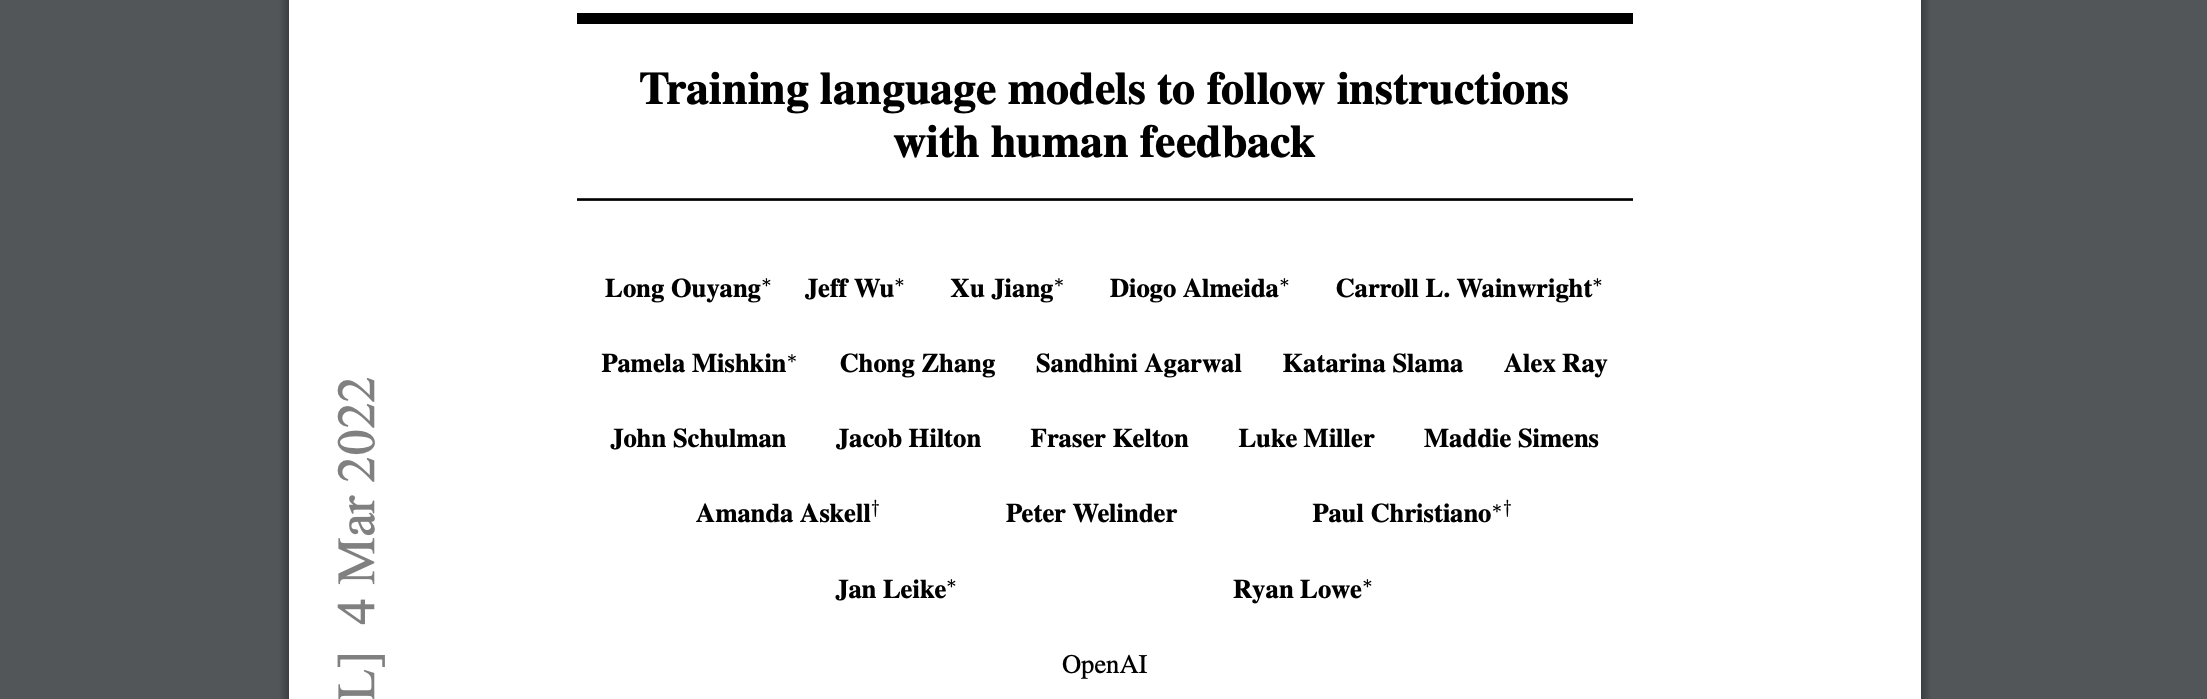 Training language models to follow instructions
with human feedback
Long Ouyang* Jeff Wu* Xu Jiang* Diogo Almeida* Carroll L. Wainwright*
Pamela Mishkin* Chong Zhang Sandhini Agarwal Katarina Slama Alex Ray
John Schulman Jacob Hilton Fraser Kelton Luke Miller Maddie Simens
Amanda Askell† Peter Welinder Paul Christiano*†
Jan Leike* Ryan Lowe*
OpenAI
L] 4 Mar 2022